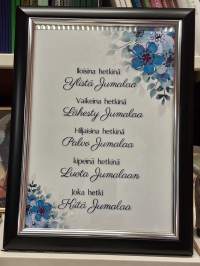 Iloisina hetkinä
Ylistä Jumalaa
Vaikeina hetkinä
Lähesty Jumalaa
Hiljaisina hetkinä
Palvo Jumalaa
kipeinä hetkinä
Luota Jumalaan
Joka hetki
Kiitä Jumalaa